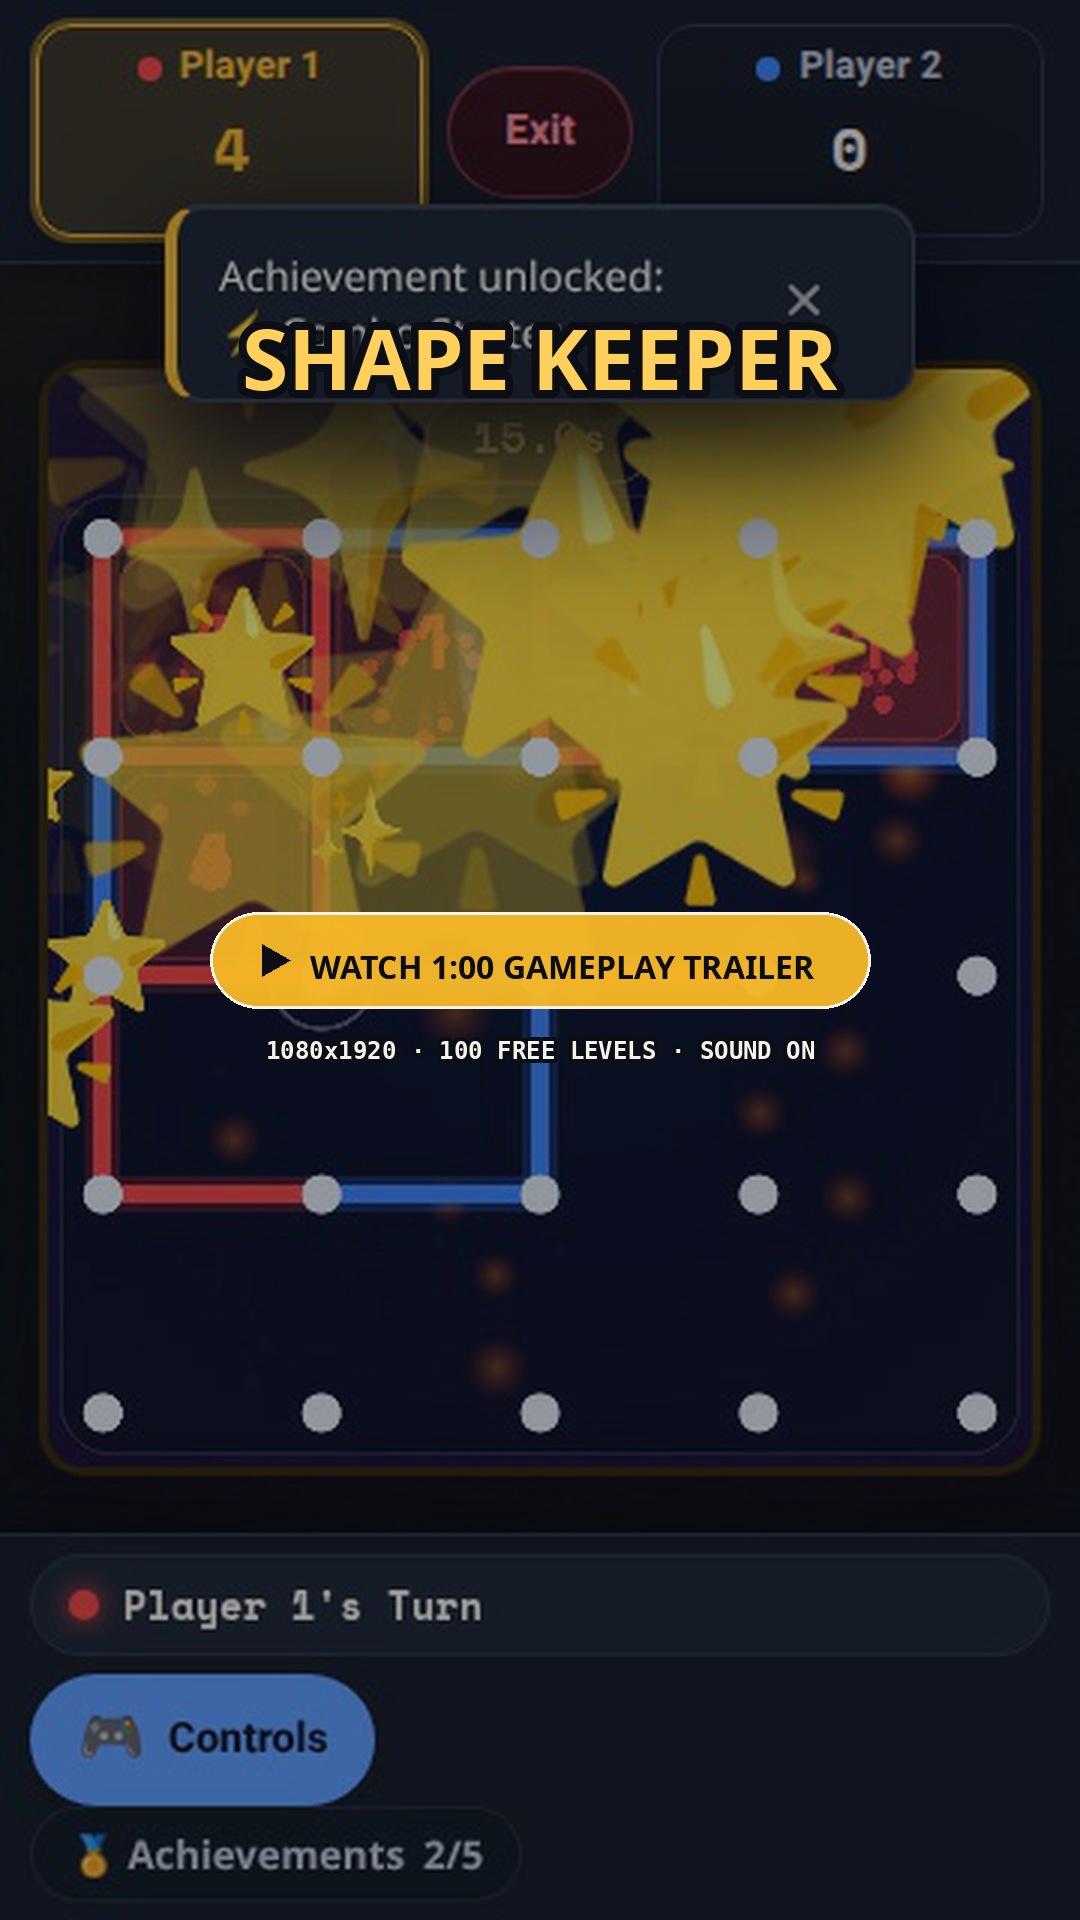 Player 1
4
Exit
Player 2
0
Achievement unlocked:
SHAPE KEEPER
WATCH 1:00 GAMEPLAY TRAILER
1080x1920 · 100 FREE LEVELS · SOUND ON
Player 1's Turn
Controls
Achievements 2/5